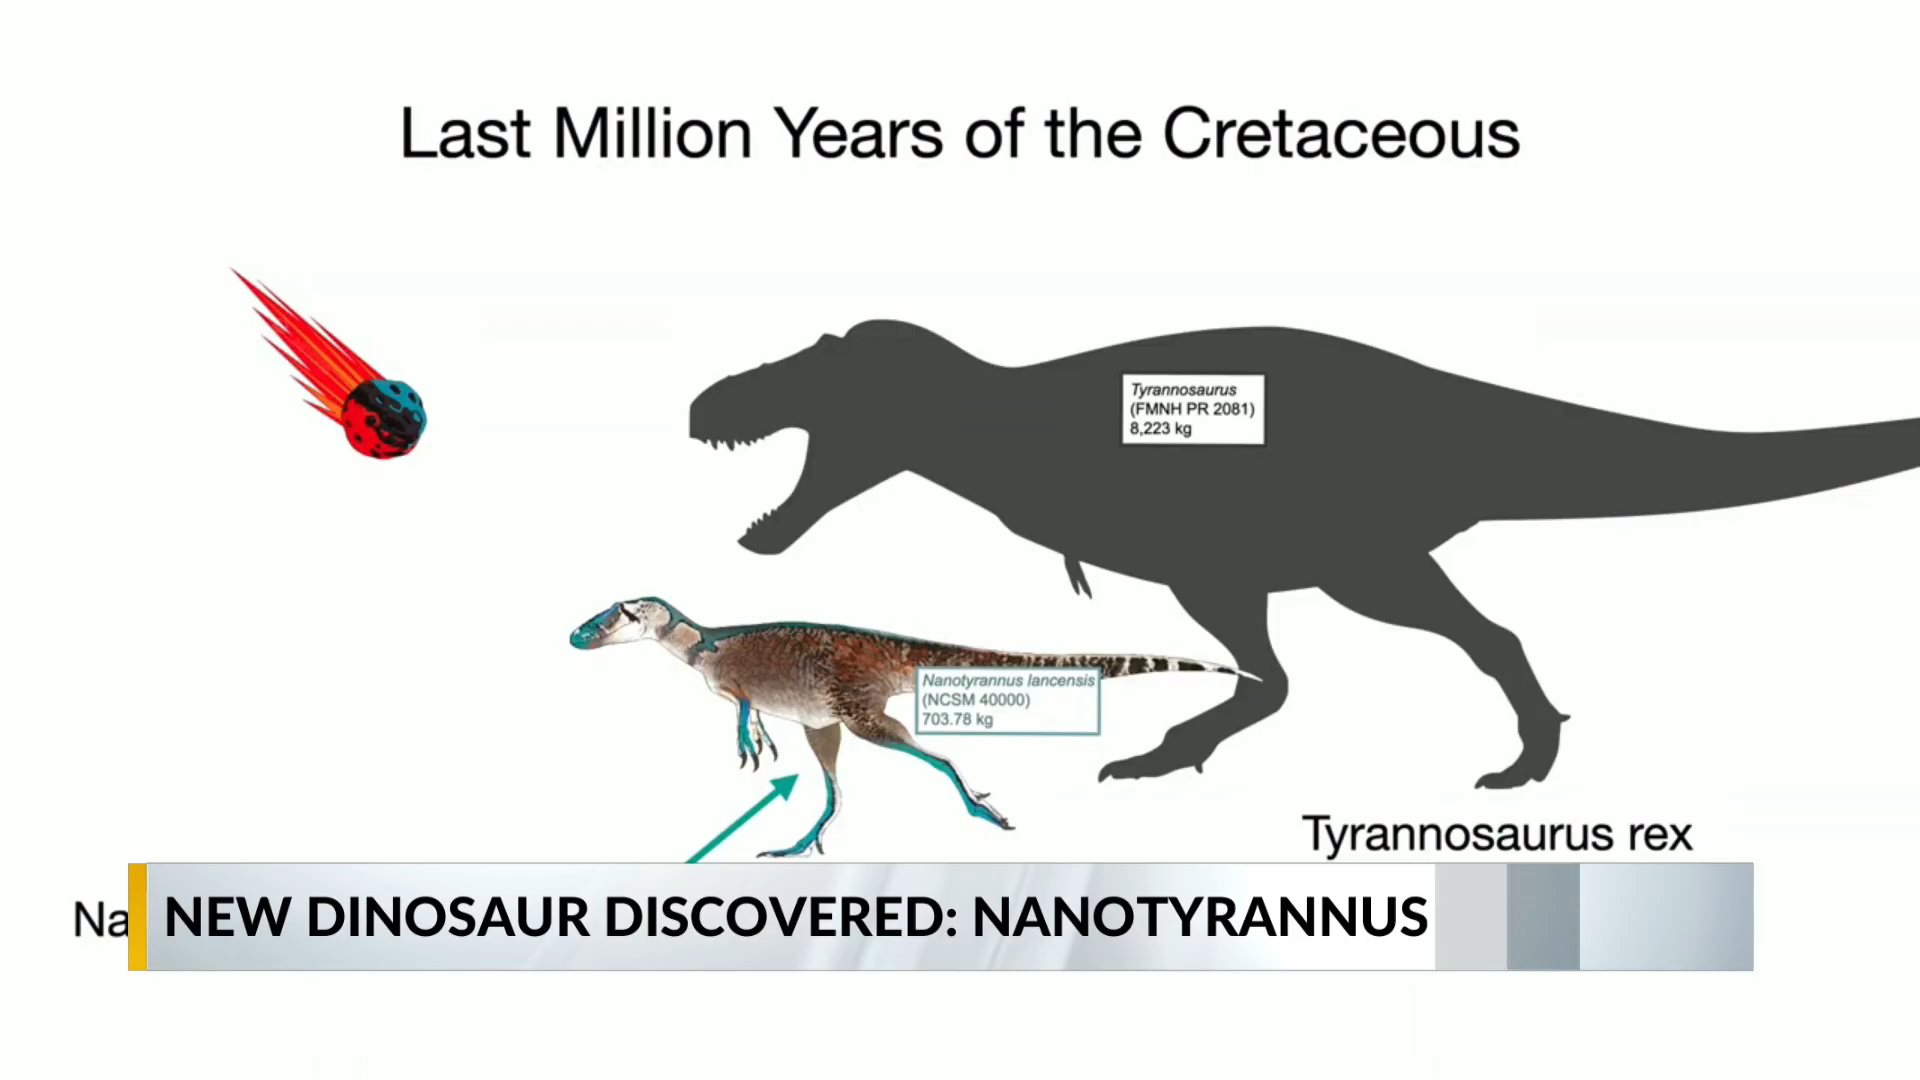 Last Million Years of the Cretaceous
Tyrannosaurus
(FMNH PR 2081)
8,223 kg
Nanotyrannus lancensis
(NCSM 40000)
703.78 kg
Tyrannosaurus rex
Na
NEW DINOSAUR DISCOVERED: NANOTYRANNUS